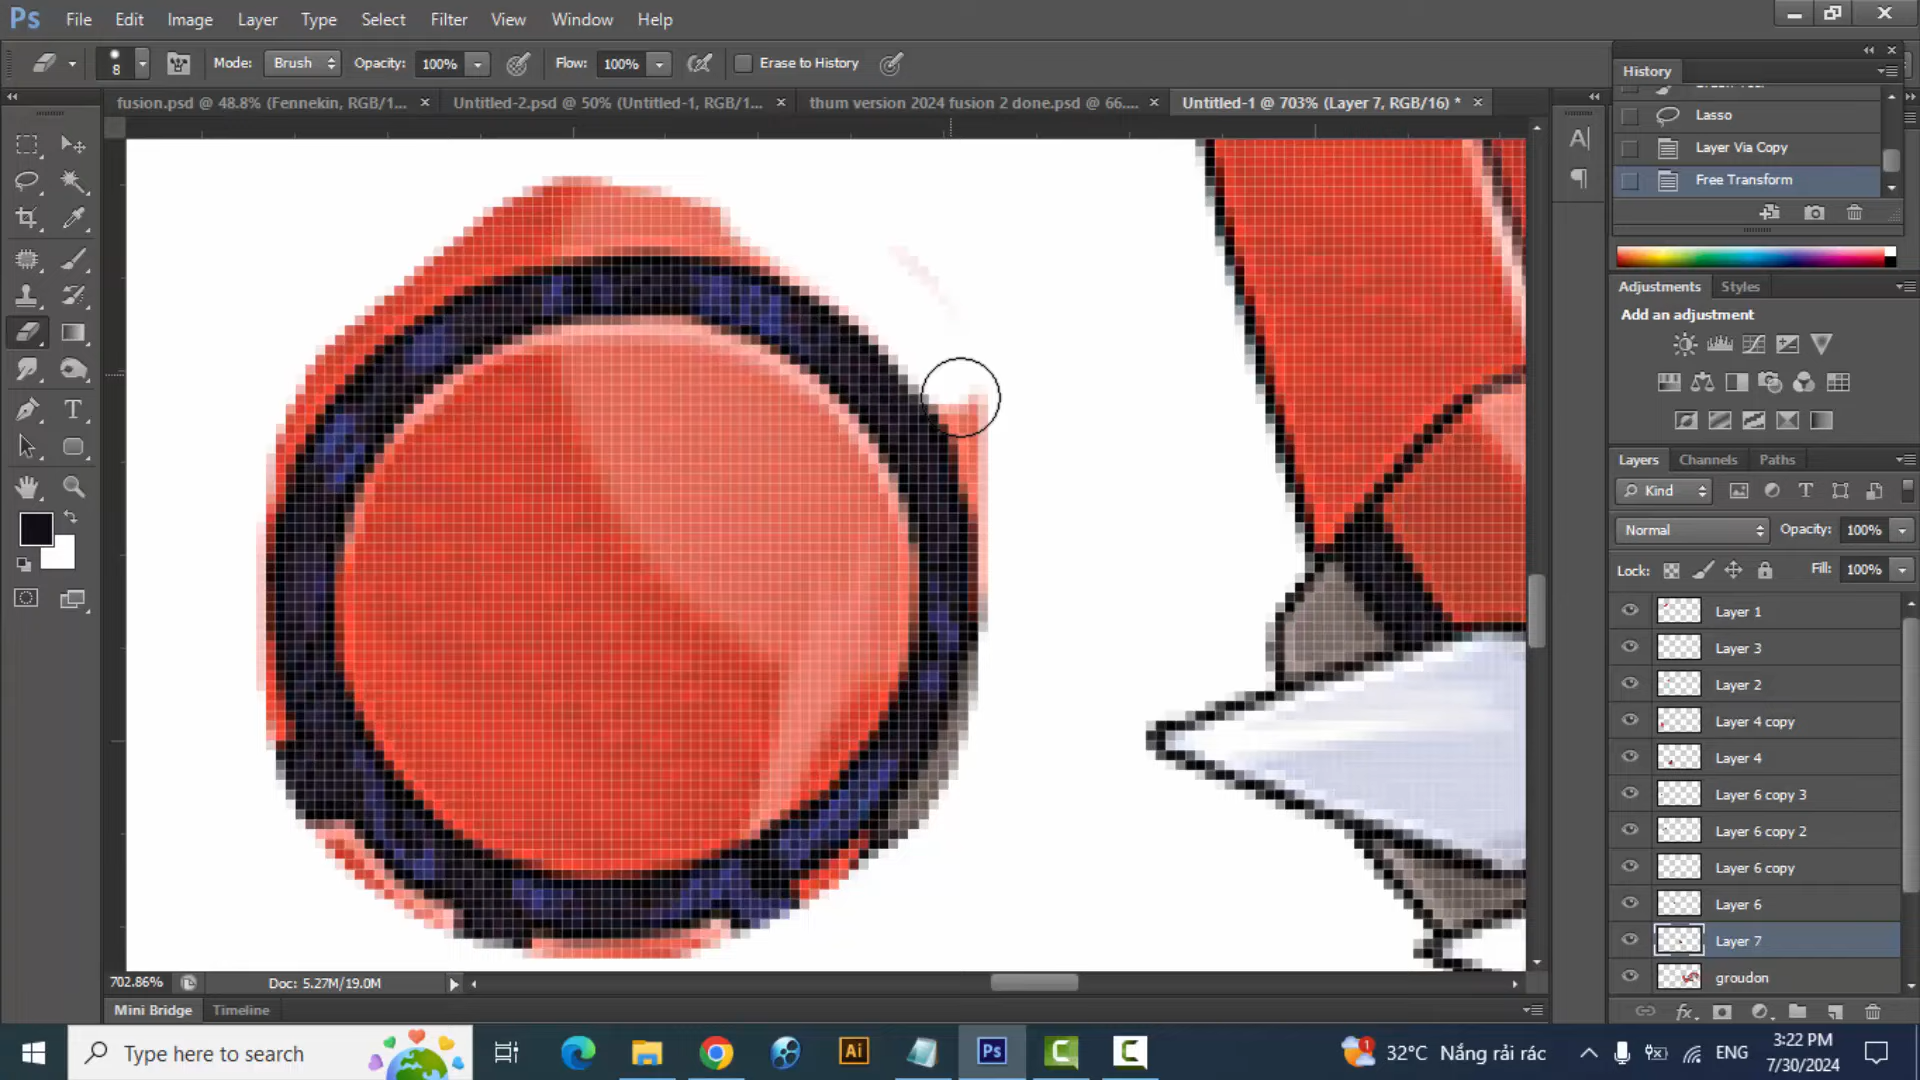 Ps File Edit Image Layer Type Select Filter View Window Help
8 Mode: Brush Opacity: 100% Flow: 100% Erase to History
fusion.psd @ 48.8% (Fennekin, RGB/1... Untitled-2.psd @ 50% (Untitled-1, RGB/1... thum version 2024 fusion 2 done.psd @ 66.... Untitled-1 @ 703% (Layer 7, RGB/16) *
History
Lasso
Layer Via Copy
Free Transform
Adjustments Styles
Add an adjustment
Layers Channels Paths
Kind
Normal Opacity: 100%
Lock: Fill: 100%
Layer 1
Layer 3
Layer 2
Layer 4 copy
Layer 4
Layer 6 copy 3
Layer 6 copy 2
Layer 6 copy
Layer 6
Layer 7
groudon
702.86% Doc: 5.27M/19.0M
Mini Bridge Timeline
Type here to search
Ai Ps
1 32°C Nắng rải rác
ENG
3:22 PM
7/30/2024